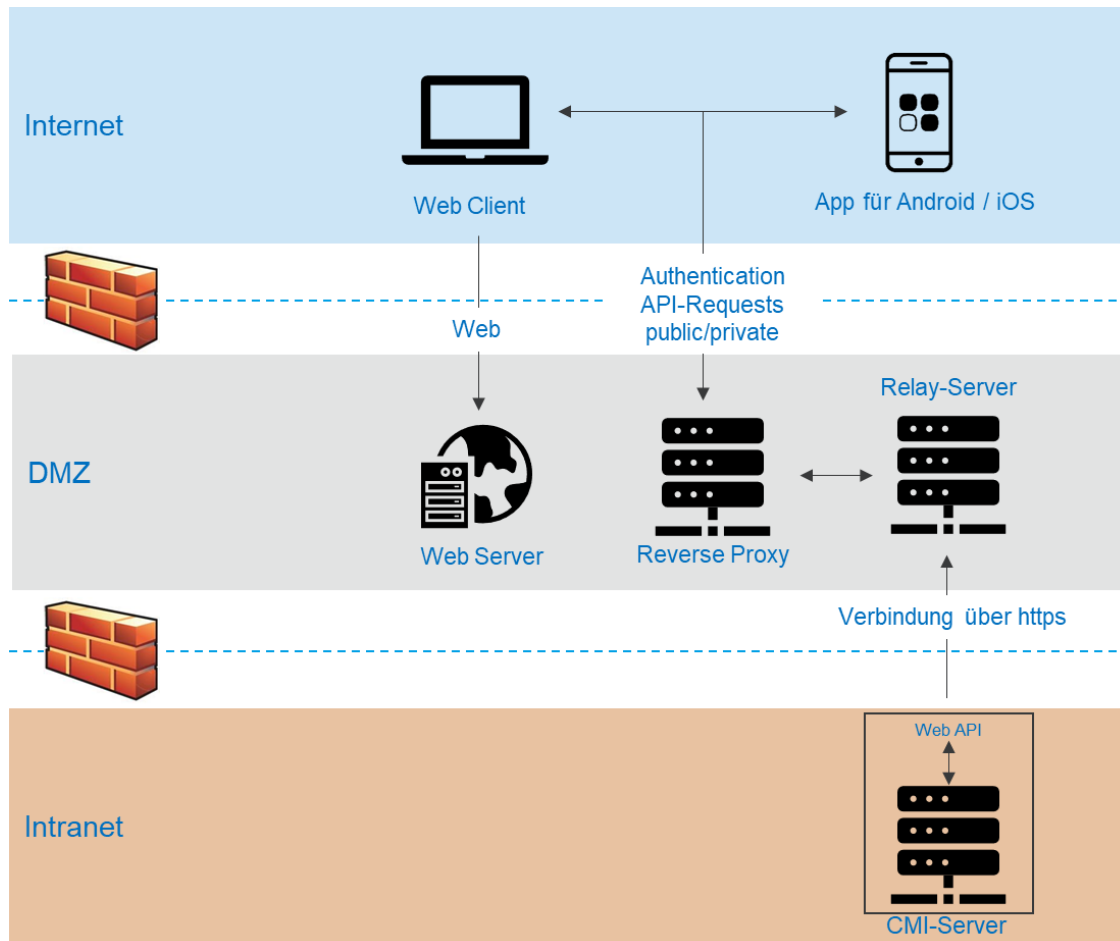 Internet
Web Client
App für Android / iOS
Authentication
API-Requests
public/private
Web
Relay-Server
DMZ
Web Server
Reverse Proxy
Verbindung über https
Web API
Intranet
CMI-Server